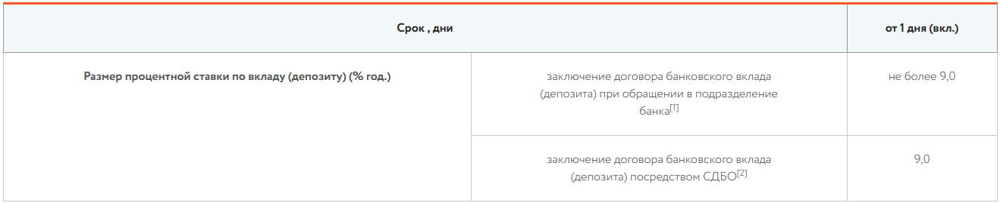 Срок , дни
от 1 дня (вкл.)
Размер процентной ставки по вкладу (депозиту) (% год.)
заключение договора банковского вклада
(депозита) при обращении в подразделение
банка[1]
не более 9,0
заключение договора банковского вклада
(депозита) посредством СДБО[2]
9,0